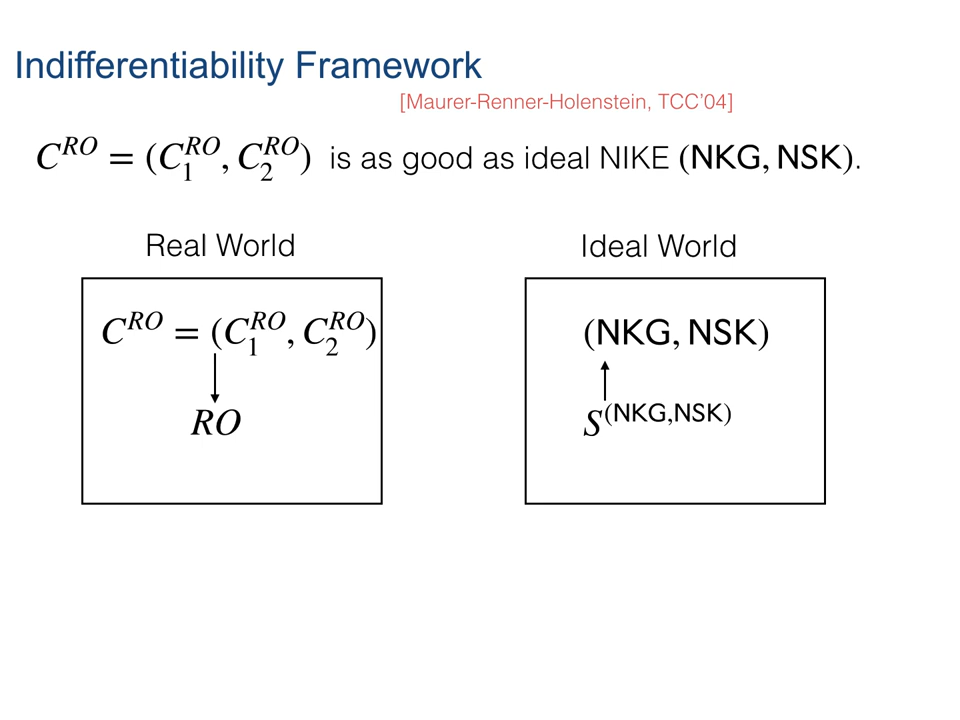 Indifferentiability Framework
[Maurer-Renner-Holenstein, TCC'04]
$C^{RO} = (C_1^{RO}, C_2^{RO})$ is as good as ideal NIKE (NKG, NSK).
Real World
Ideal World
$C^{RO} = (C_1^{RO}, C_2^{RO})$
(NKG, NSK)
$RO$
$S^{(NKG,NSK)}$